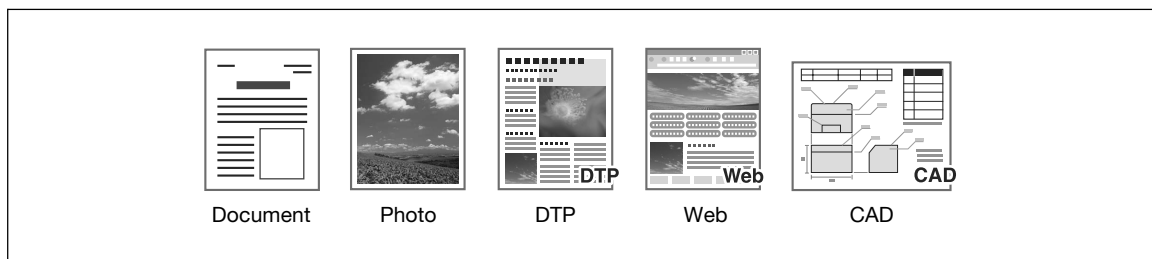 DTP
Web
CAD
Document
Photo
DTP
Web
CAD